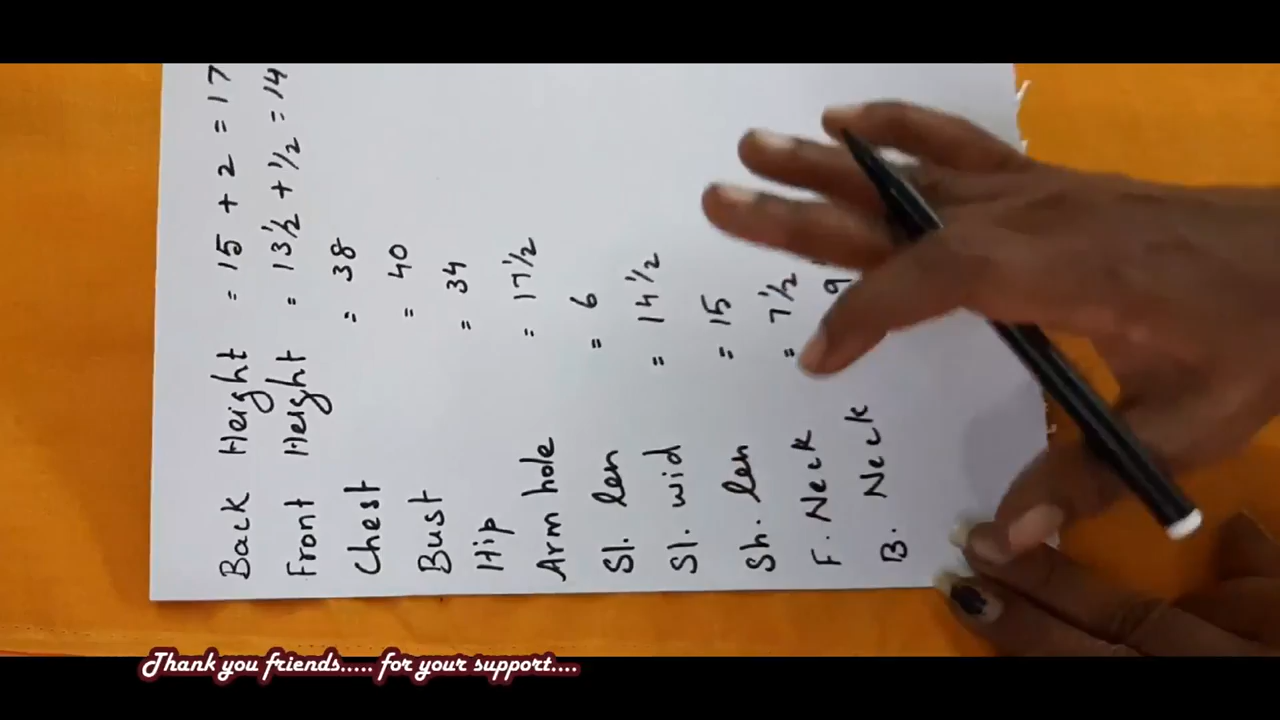 Back Height = 15 + 2 = 17
Front Height = 13½ + ½ = 14
Chest = 38
Bust = 40
Hip = 34
Arm hole = 17½
Sl. len = 6
Sl. wid = 14½
Sh. len = 15
F. Neck = 7½
B. Neck 9
Thank you friends..... for your support....